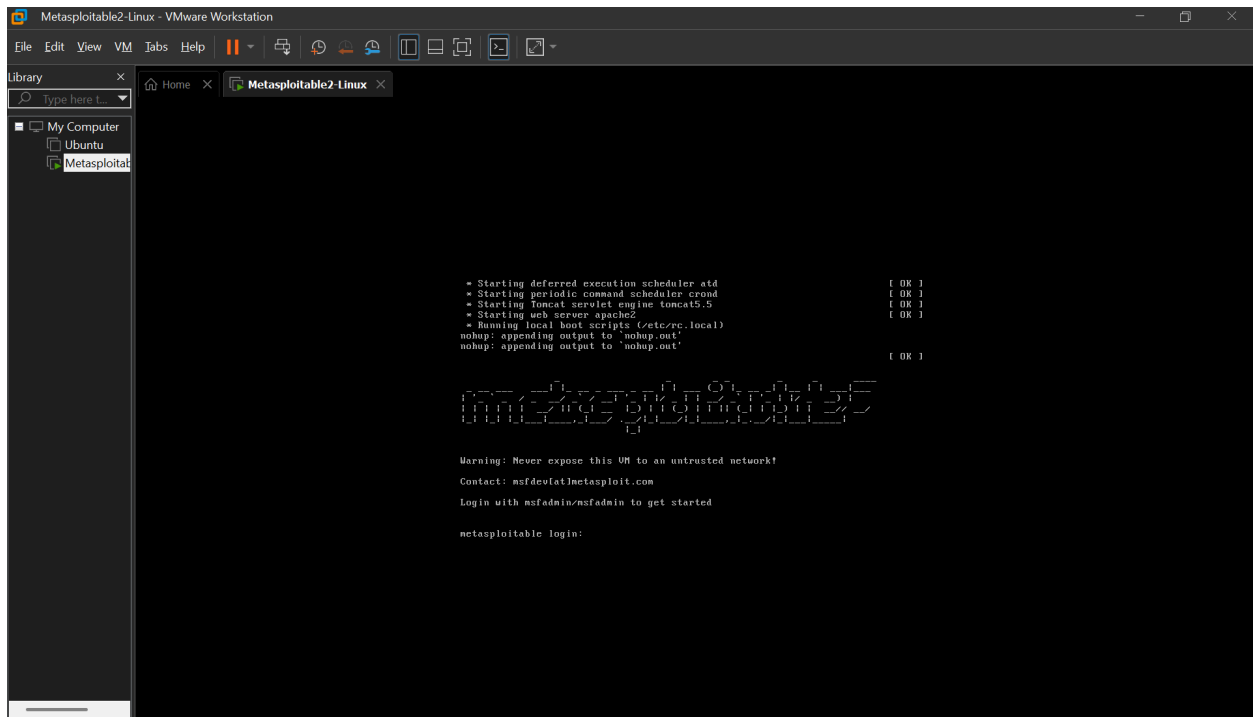 Metasploitable2-Linux - VMware Workstation
File Edit View VM Tabs Help
Library
Type here t...
My Computer
Ubuntu
Metasploitab
Home
Metasploitable2-Linux
* Starting deferred execution scheduler atd [ OK ]
* Starting periodic command scheduler crond [ OK ]
* Starting Tomcat servlet engine tomcat5.5 [ OK ]
* Starting web server apache2 [ OK ]
* Running local boot scripts (/etc/rc.local)
nohup: appending output to `nohup.out'
nohup: appending output to `nohup.out'
[ OK ]
metasploitable2
Warning: Never expose this VM to an untrusted network!
Contact: msfdev[at]metasploit.com
Login with msfadmin/msfadmin to get started
metasploitable login: